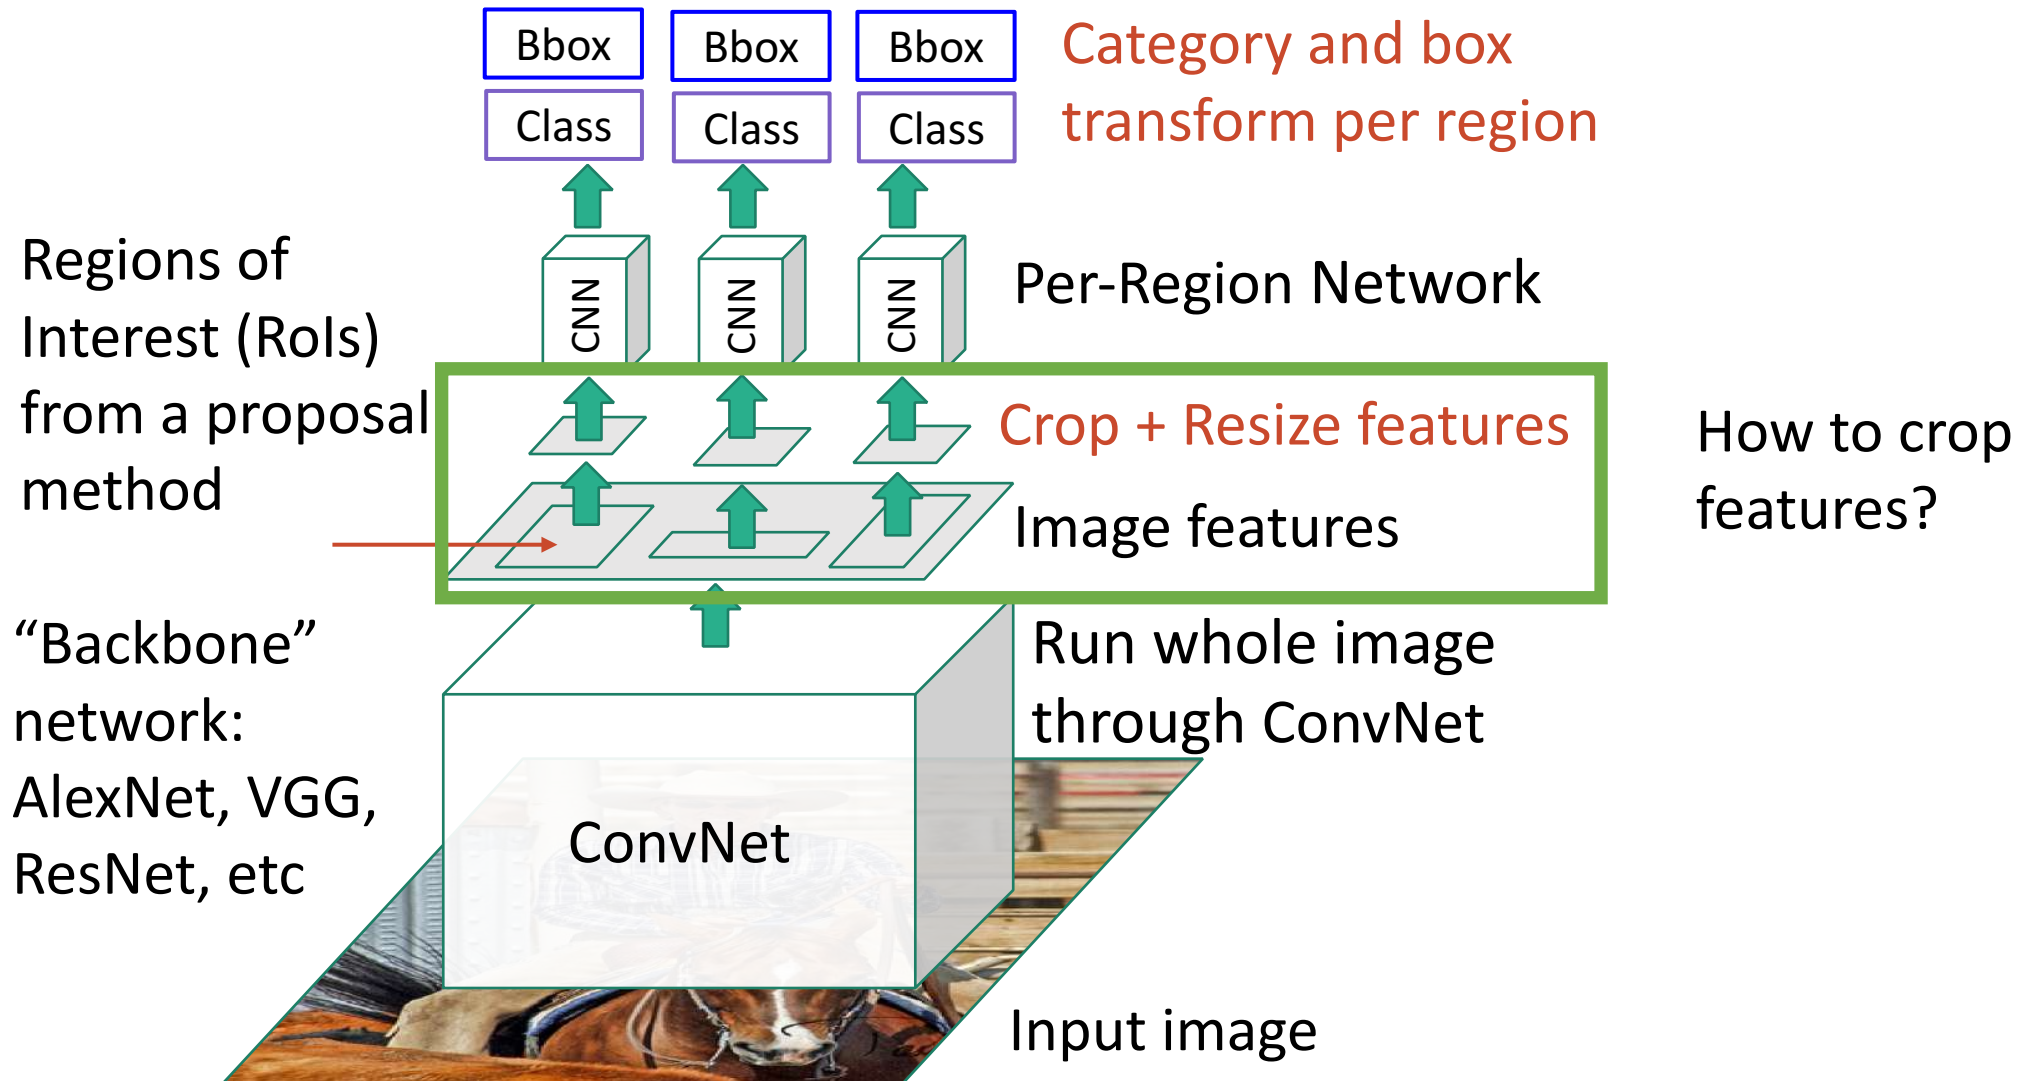 Bbox Bbox Bbox
Class Class Class
Category and box
transform per region
Regions of
Interest (RoIs)
from a proposal
method
CNN CNN CNN
Per-Region Network
Crop + Resize features
Image features
How to crop
features?
“Backbone”
network:
AlexNet, VGG,
ResNet, etc
Run whole image
through ConvNet
ConvNet
Input image